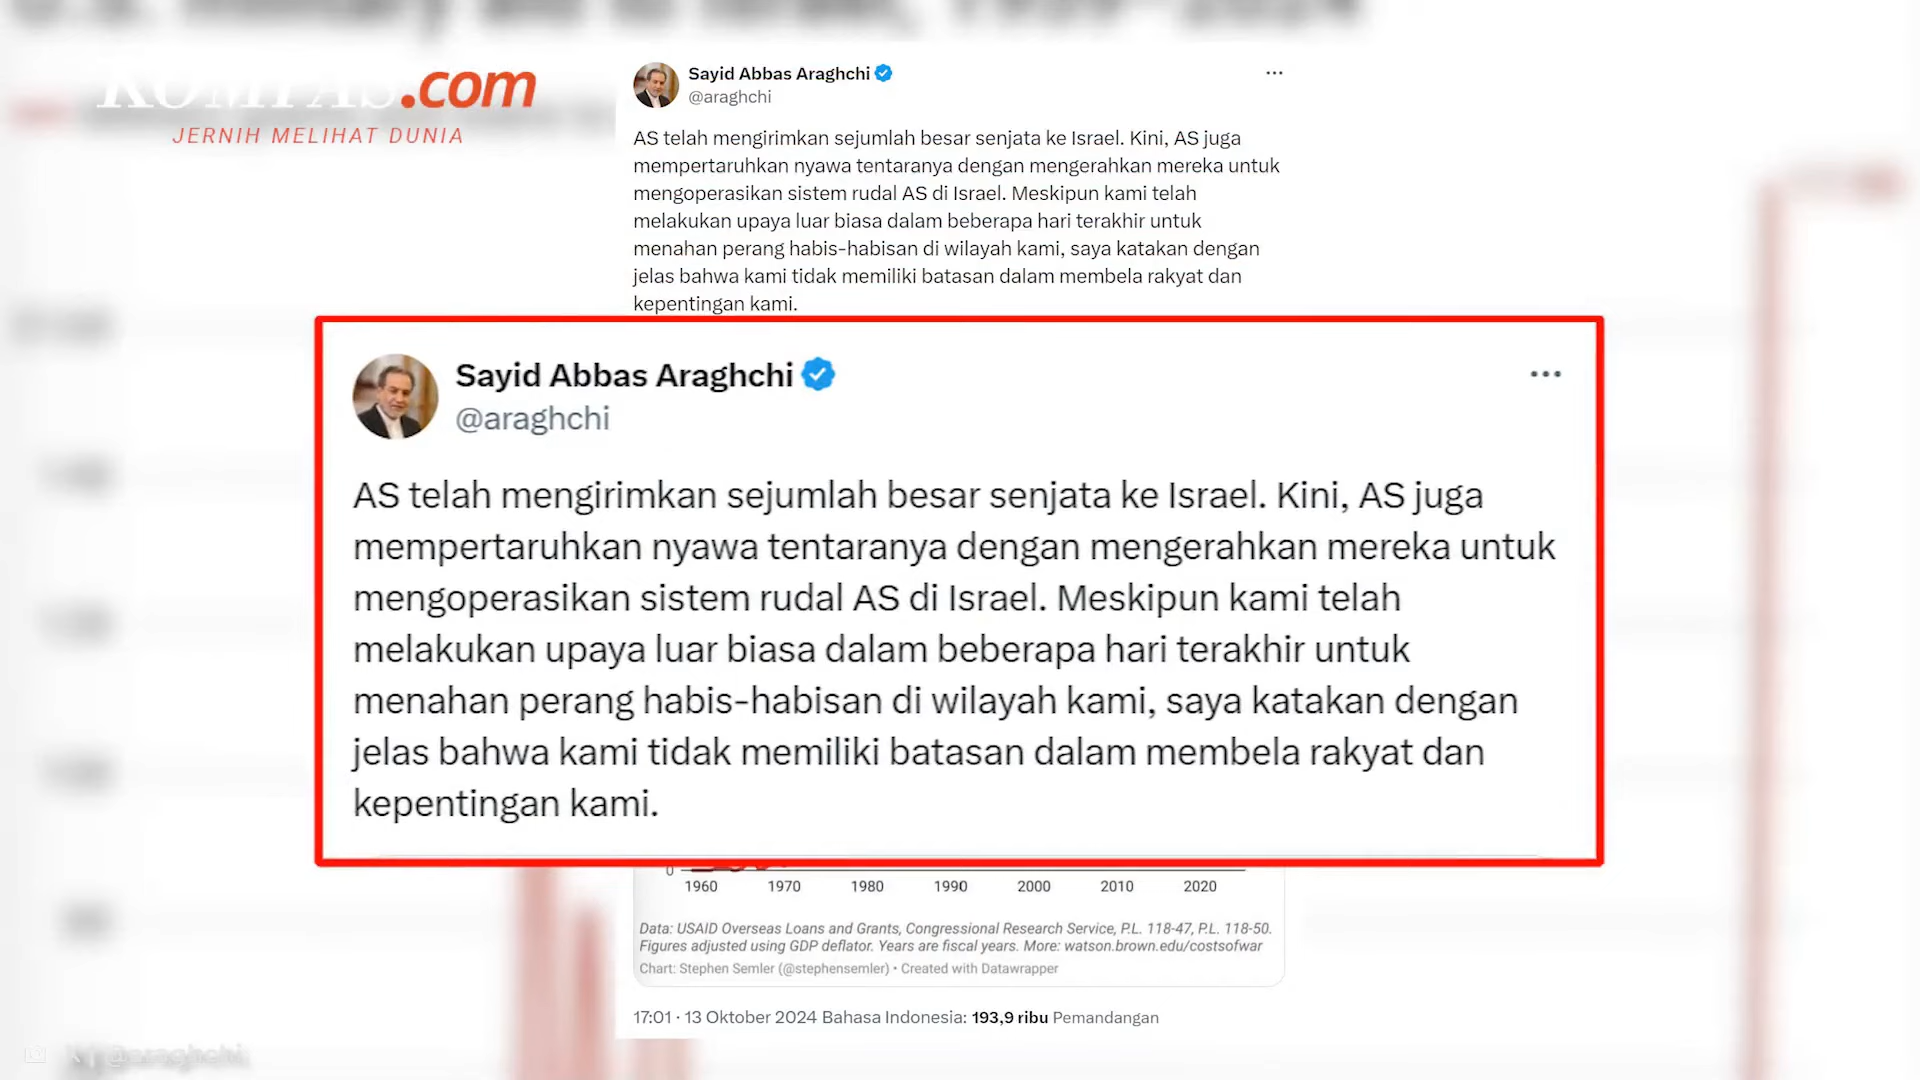 KOMPAS.com
JERNIH MELIHAT DUNIA
Sayid Abbas Araghchi
@araghchi
AS telah mengirimkan sejumlah besar senjata ke Israel. Kini, AS juga
mempertaruhkan nyawa tentaranya dengan mengerahkan mereka untuk
mengoperasikan sistem rudal AS di Israel. Meskipun kami telah
melakukan upaya luar biasa dalam beberapa hari terakhir untuk
menahan perang habis-habisan di wilayah kami, saya katakan dengan
jelas bahwa kami tidak memiliki batasan dalam membela rakyat dan
kepentingan kami.
Sayid Abbas Araghchi
@araghchi
AS telah mengirimkan sejumlah besar senjata ke Israel. Kini, AS juga
mempertaruhkan nyawa tentaranya dengan mengerahkan mereka untuk
mengoperasikan sistem rudal AS di Israel. Meskipun kami telah
melakukan upaya luar biasa dalam beberapa hari terakhir untuk
menahan perang habis-habisan di wilayah kami, saya katakan dengan
jelas bahwa kami tidak memiliki batasan dalam membela rakyat dan
kepentingan kami.
0
1960 1970 1980 1990 2000 2010 2020
Data: USAID Overseas Loans and Grants, Congressional Research Service, P.L. 118-47, P.L. 118-50.
Figures adjusted using GDP deflator. Years are fiscal years. More: watson.brown.edu/costsofwar
Chart: Stephen Semler (@stephensemler) • Created with Datawrapper
17:01 · 13 Oktober 2024 Bahasa Indonesia: 193,9 ribu Pemandangan